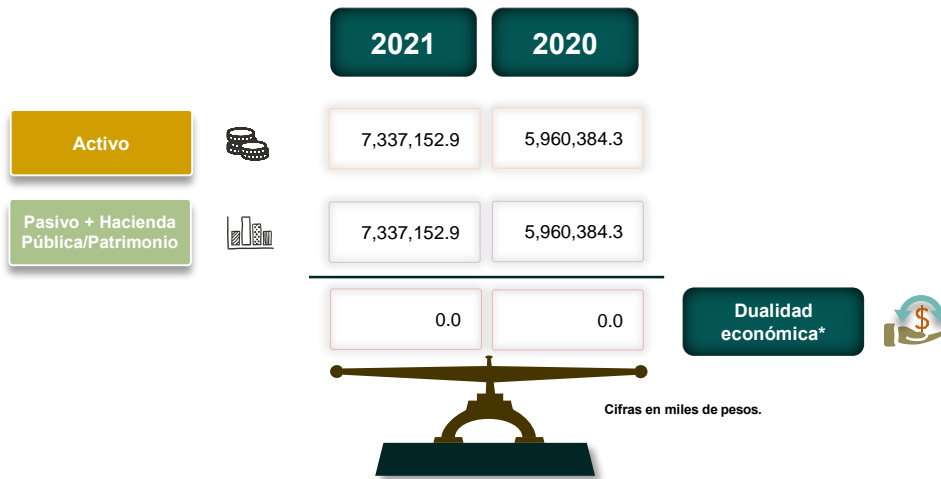 2021 2020
Activo 7,337,152.9 5,960,384.3
Pasivo + Hacienda
Pública/Patrimonio 7,337,152.9 5,960,384.3
0.0 0.0
Dualidad
económica*
$
Cifras en miles de pesos.